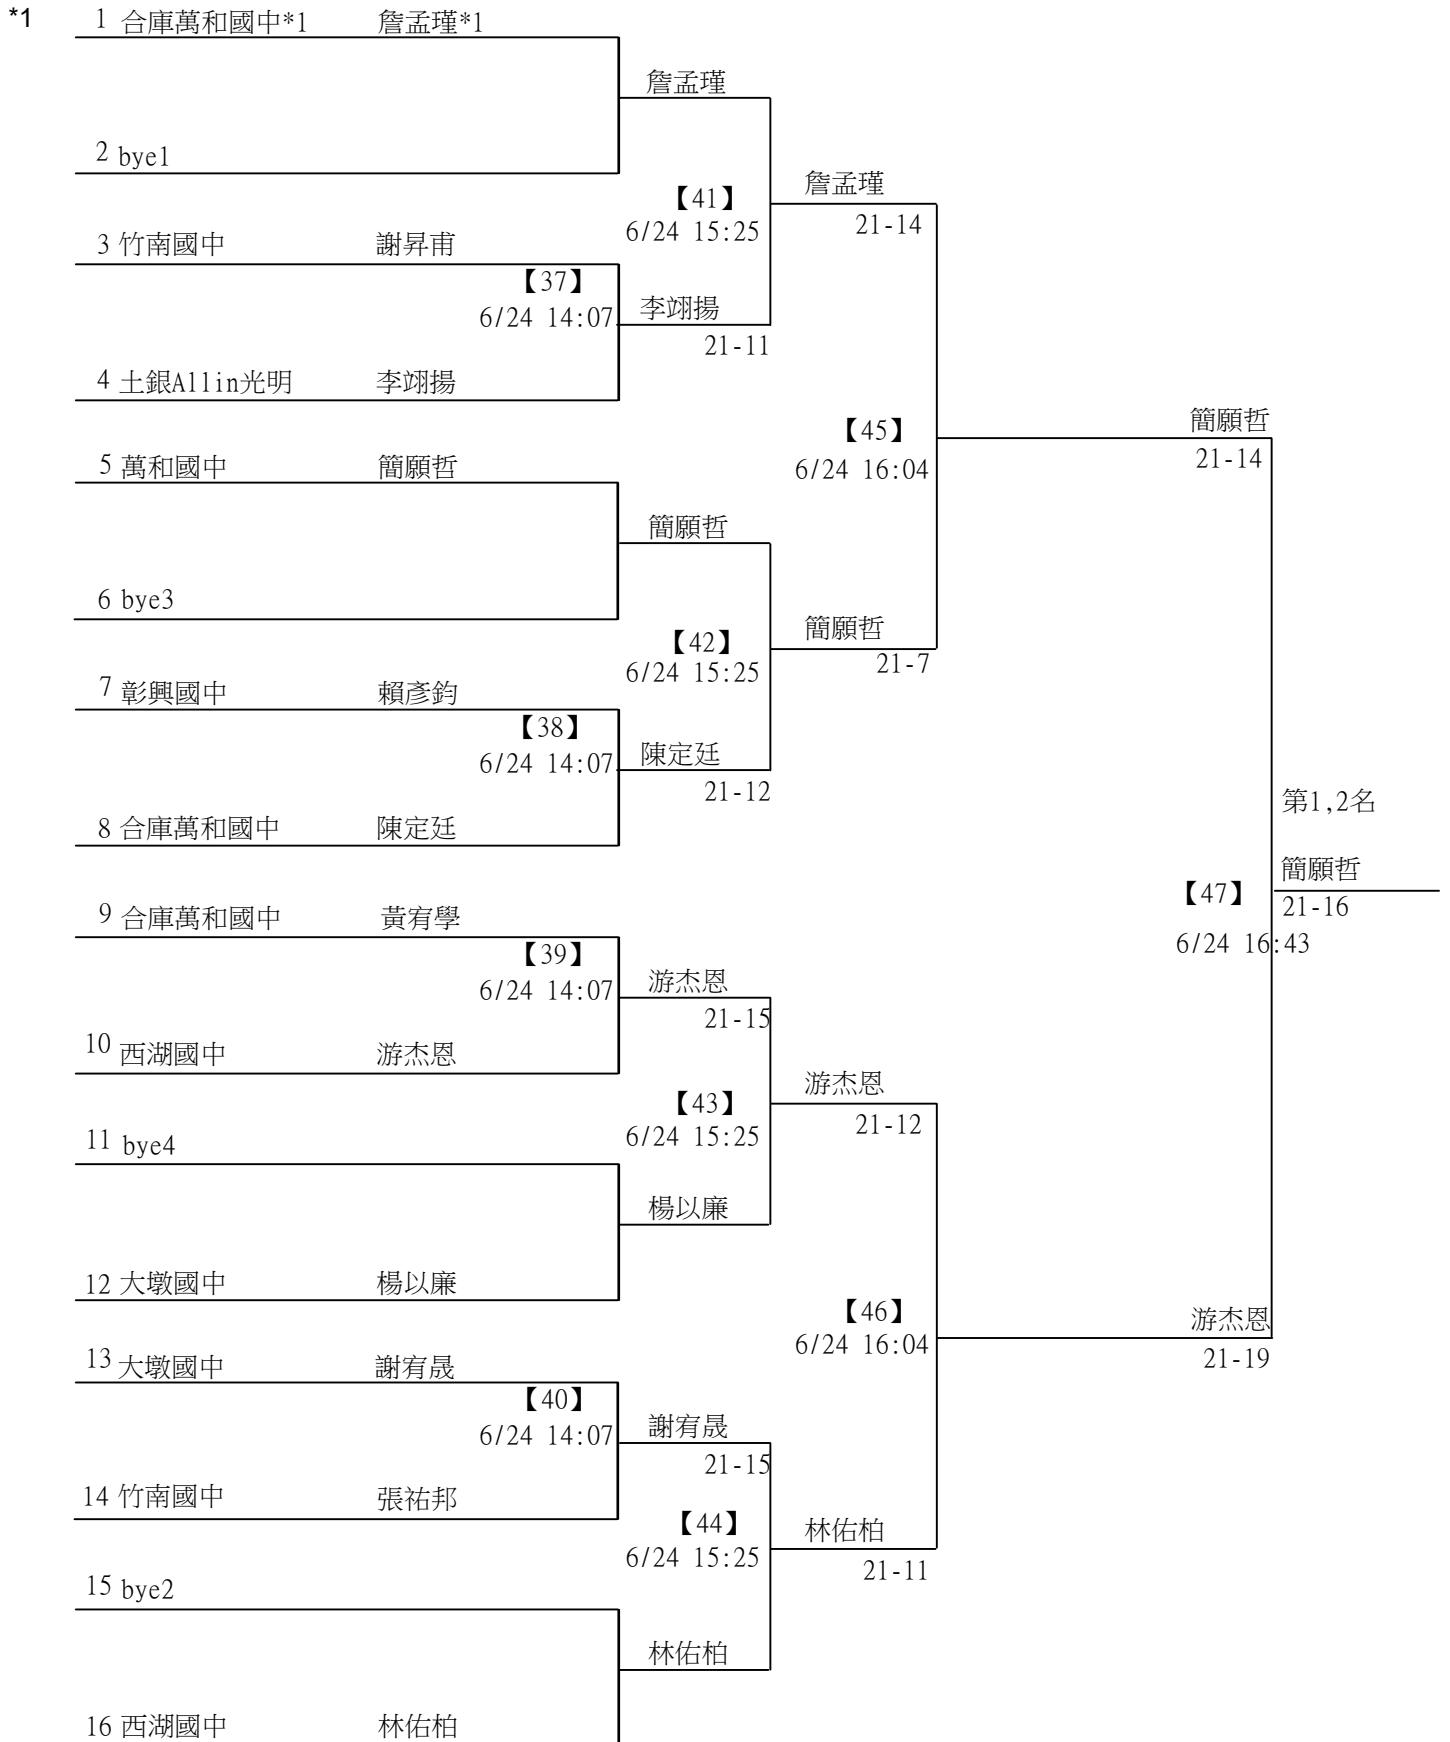 *1
1 合庫萬和國中*1 詹孟瑾*1
詹孟瑾
2 bye1
【41】
6/24 15:25
詹孟瑾
21-14
3 竹南國中 謝昇甫
【37】
6/24 14:07
李翊揚
21-11
4 土銀Allin光明 李翊揚
【45】
6/24 16:04
簡願哲
21-14
5 萬和國中 簡願哲
簡願哲
6 bye3
【42】
6/24 15:25
簡願哲
21-7
7 彰興國中 賴彥鈞
【38】
6/24 14:07
陳定廷
21-12
8 合庫萬和國中 陳定廷
第1,2名
簡願哲
【47】
21-16
6/24 16:43
9 合庫萬和國中 黃宥學
【39】
6/24 14:07
游杰恩
21-15
10 西湖國中 游杰恩
【43】
6/24 15:25
游杰恩
21-12
11 bye4
楊以廉
12 大墩國中 楊以廉
【46】
6/24 16:04
游杰恩
21-19
13 大墩國中 謝宥晟
【40】
6/24 14:07
謝宥晟
21-15
14 竹南國中 張祐邦
【44】
6/24 15:25
林佑柏
21-11
15 bye2
林佑柏
16 西湖國中 林佑柏